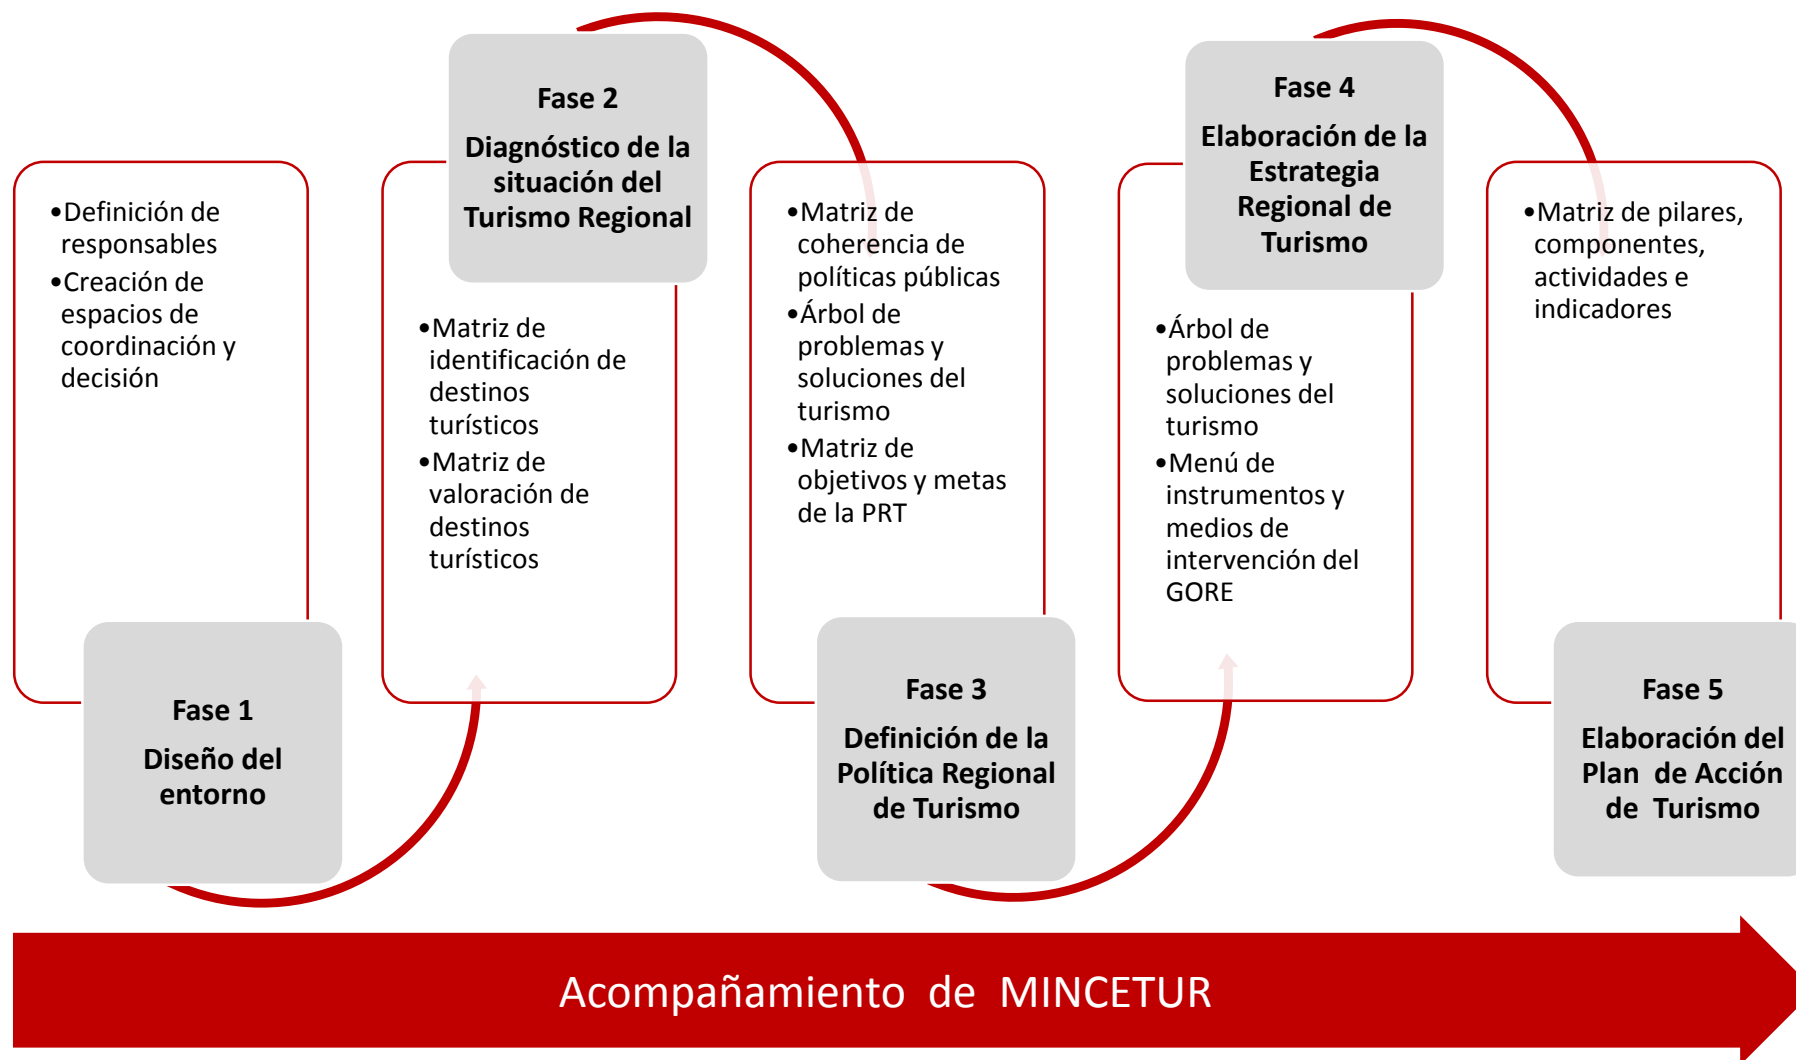 •Definición de
responsables
•Creación de
espacios de
coordinación y
decisión
Fase 1
Diseño del
entorno
Fase 2
Diagnóstico de la
situación del
Turismo Regional
•Matriz de
identificación de
destinos
turísticos
•Matriz de
valoración de
destinos
turísticos
•Matriz de
coherencia de
políticas públicas
•Árbol de
problemas y
soluciones del
turismo
•Matriz de
objetivos y metas
de la PRT
Fase 3
Definición de la
Política Regional
de Turismo
Fase 4
Elaboración de la
Estrategia
Regional de
Turismo
•Árbol de
problemas y
soluciones del
turismo
•Menú de
instrumentos y
medios de
intervención del
GORE
•Matriz de pilares,
componentes,
actividades e
indicadores
Fase 5
Elaboración del
Plan de Acción
de Turismo
Acompañamiento de MINCETUR